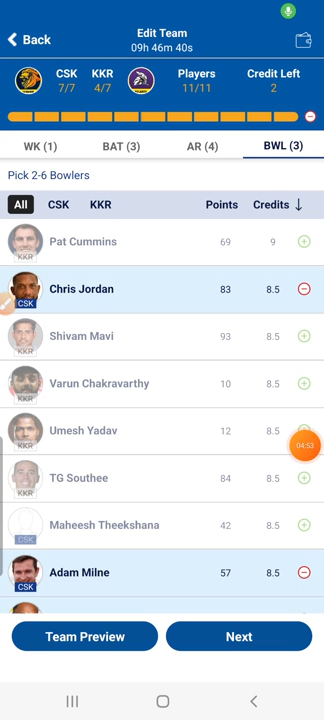 Edit Team
Back
09h 46m 40s
CSK KKR Players Credit Left
7/7 4/7 11/11 2
WK (1) BAT (3) AR (4) BWL (3)
Pick 2-6 Bowlers
All CSK KKR Points Credits ↓
Pat Cummins 69 9
KKR
Chris Jordan 83 8.5
CSK
Shivam Mavi 93 8.5
KKR
Varun Chakravarthy 10 8.5
KKR
Umesh Yadav 12 8.5
KKR
04:53
TG Southee 84 8.5
KKR
Maheesh Theekshana 42 8.5
CSK
Adam Milne 57 8.5
CSK
Team Preview Next